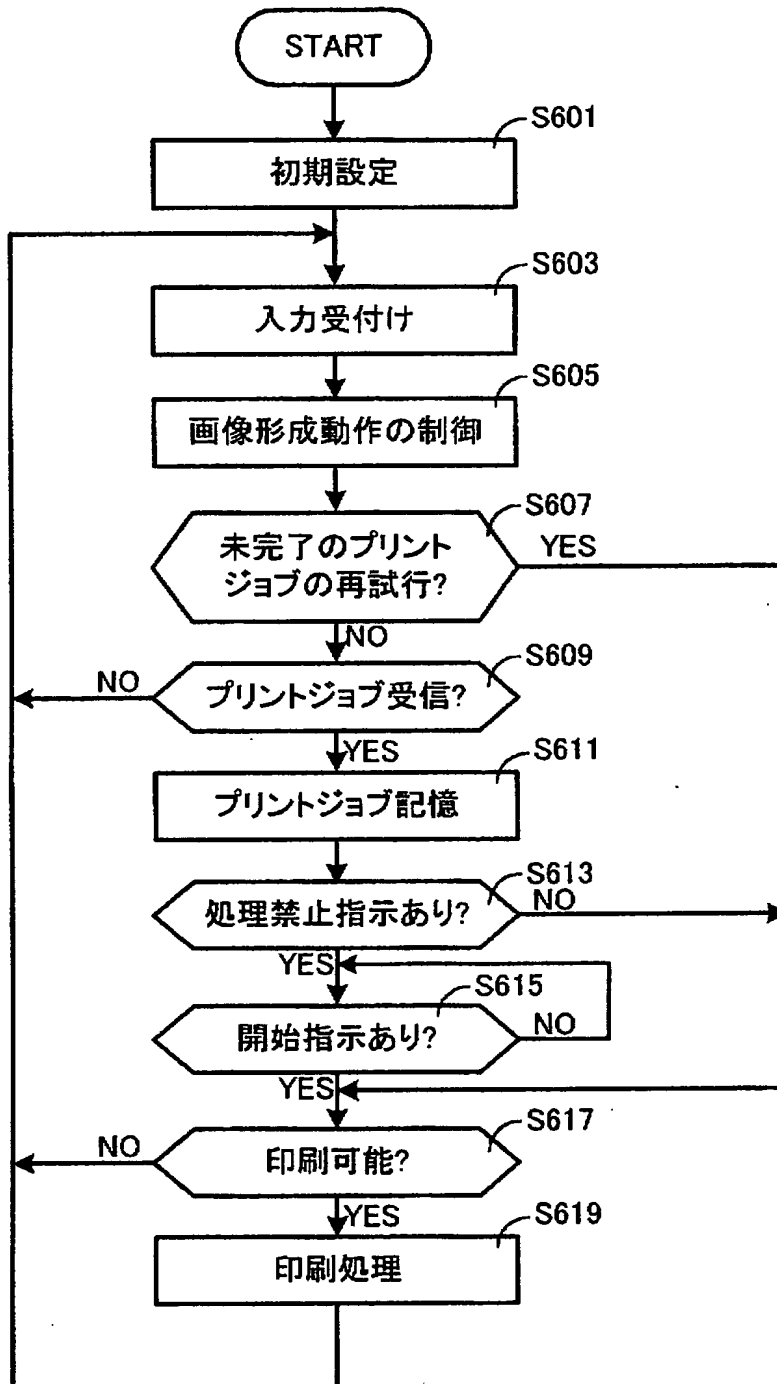 START
S601
初期設定
S603
入力受付け
S605
画像形成動作の制御
S607
未完了のプリント
ジョブの再試行?
YES
NO
S609
プリントジョブ受信?
NO
YES
S611
プリントジョブ記憶
S613
処理禁止指示あり?
NO
YES
S615
開始指示あり?
NO
YES
S617
印刷可能?
NO
YES
S619
印刷処理